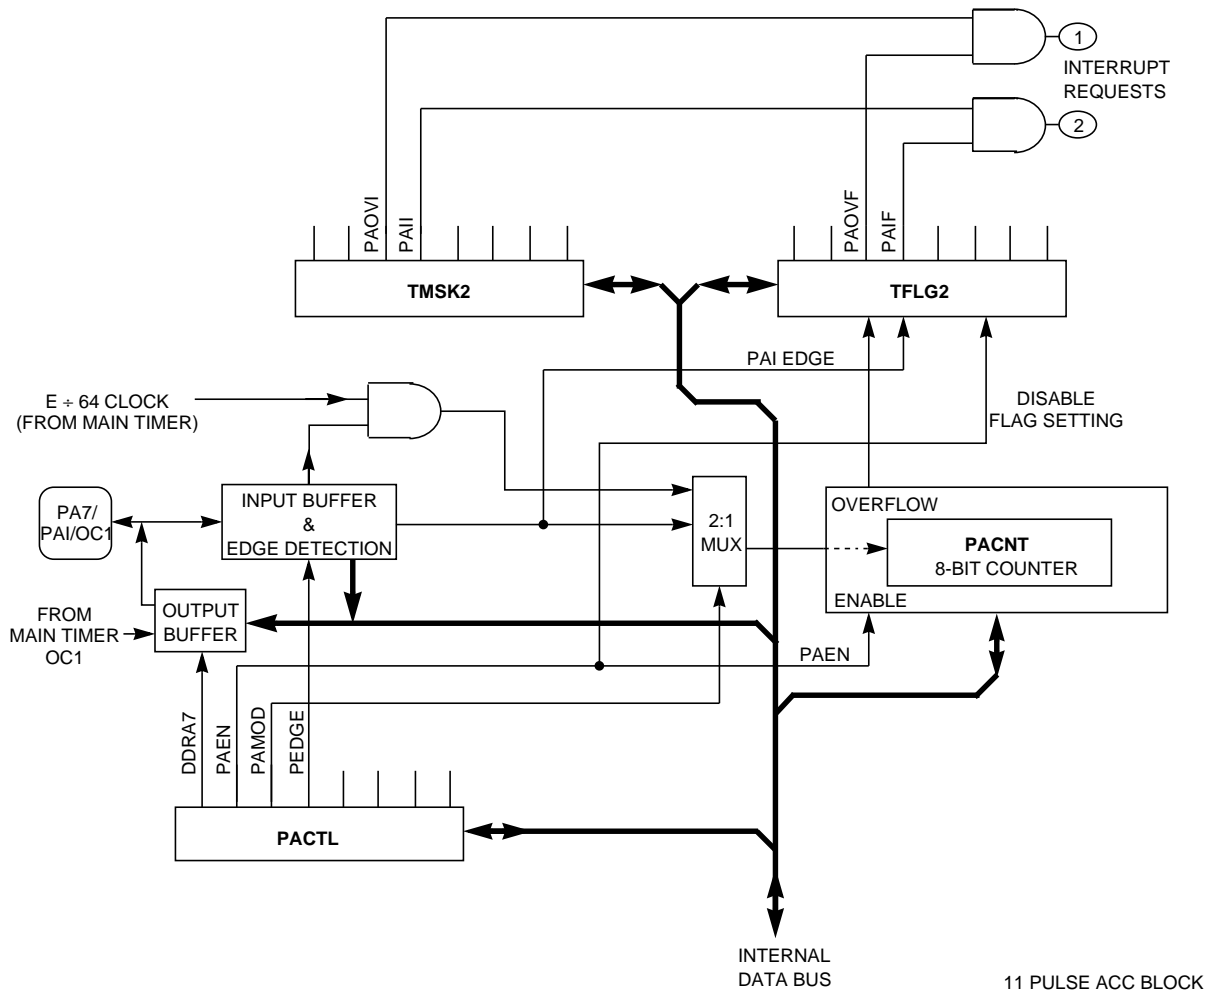 1
INTERRUPT
REQUESTS
2
PAOVI
PAII
PAOVF
PAIF
TMSK2
TFLG2
PAI EDGE
E ÷ 64 CLOCK
(FROM MAIN TIMER)
DISABLE
FLAG SETTING
PA7/
PAI/OC1
INPUT BUFFER
&
EDGE DETECTION
2:1
MUX
OVERFLOW
PACNT
8-BIT COUNTER
ENABLE
OUTPUT
BUFFER
FROM
MAIN TIMER
OC1
PAEN
DDRA7
PAEN
PAMOD
PEDGE
PACTL
INTERNAL
DATA BUS
11 PULSE ACC BLOCK